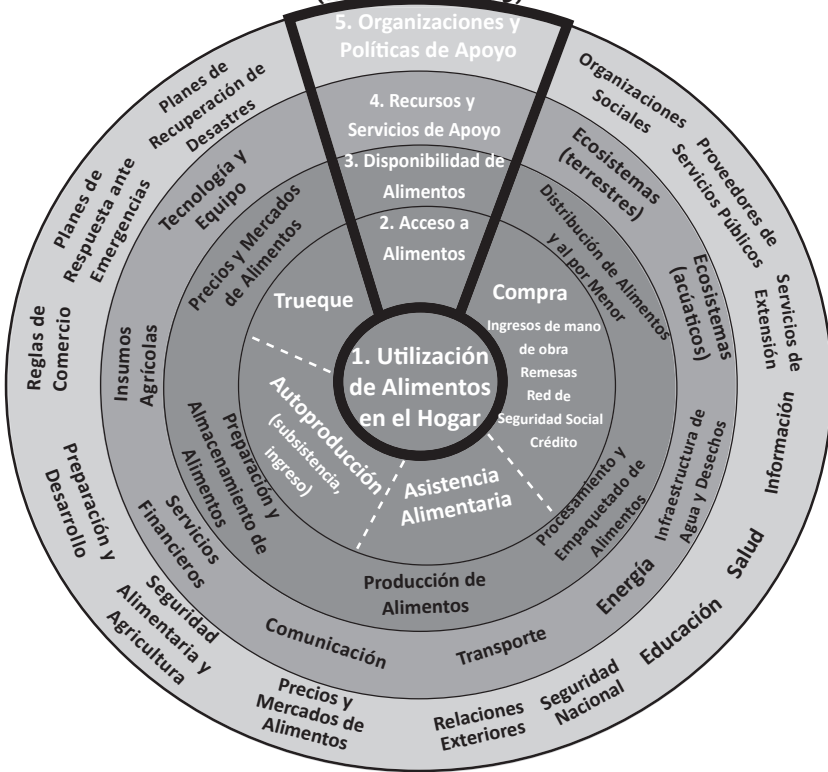 5. Organizaciones y
Políticas de Apoyo
4. Recursos y
Servicios de Apoyo
3. Disponibilidad de
Alimentos
2. Acceso a
Alimentos
1. Utilización
de Alimentos
en el Hogar
Compra
Ingresos de mano
de obra
Remesas
Red de
Seguridad Social
Crédito
Asistencia
Alimentaria
Autoproducción
(subsistencia,
ingreso)
Trueque
Distribución de Alimentos
y al por Menor
Procesamiento y
Empaquetado de
Alimentos
Producción de
Alimentos
Preparación y
Almacenamiento de
Alimentos
Precios y Mercados
de Alimentos
Ecosistemas
(terrestres)
Ecosistemas
(acúaticos)
Infraestructura de
Agua y Desechos
Energía
Transporte
Comunicación
Servicios
Financieros
Insumos
Agrícolas
Tecnología y
Equipo
Organizaciones
Sociales
Proveedores de
Servicios Públicos
Servicios de
Extensión
Información
Salud
Educación
Seguridad
Nacional
Relaciones
Exteriores
Precios y
Mercados de
Alimentos
Seguridad
Alimentaria y
Agricultura
Preparación y
Desarrollo
Reglas de
Comercio
Planes de
Respuesta ante
Emergencias
Planes de
Recuperación de
Desastres